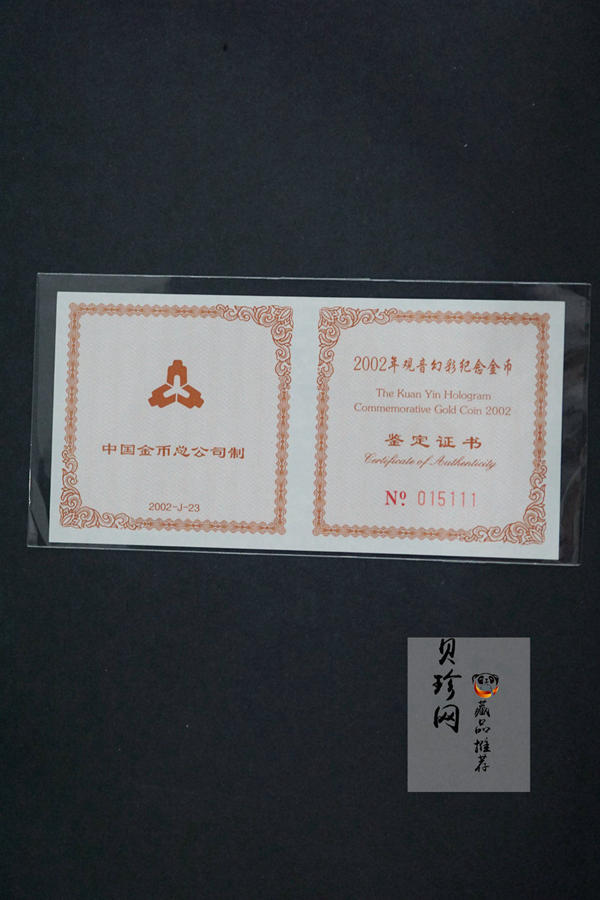 中国金币总公司制
2002-J-23
2002年观音幻彩纪念金币
The Kuan Yin Hologram
Commemorative Gold Coin 2002
鉴定证书
Certificate of Authenticity
Nº 015111
贝珍网
藏品推荐